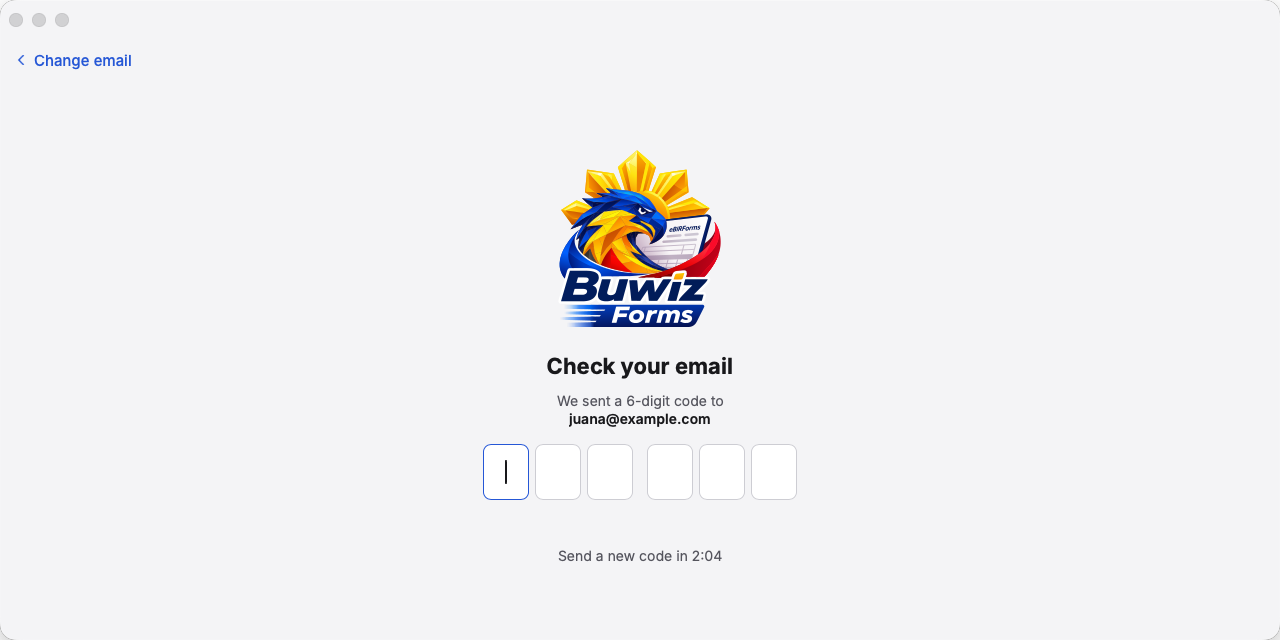 Change email
eBIRForms
Buwiz
Forms
Check your email
We sent a 6-digit code to
juana@example.com
Send a new code in 2:04